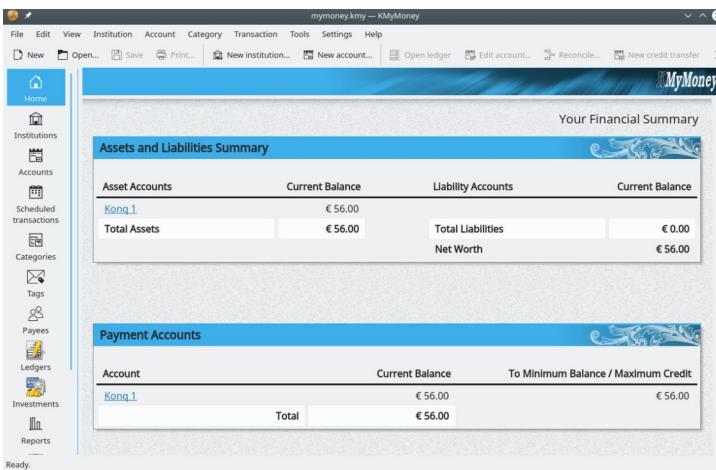 mymoney.kmy — KMyMoney
File Edit View Institution Account Category Transaction Tools Settings Help
New Open... Save Print... New institution... New account... Open ledger Edit account... Reconcile... New credit transfer
Home
KMyMoney
Your Financial Summary
Institutions
Accounts
Scheduled transactions
Categories
Tags
Payees
Ledgers
Investments
Reports
Assets and Liabilities Summary
Asset Accounts Current Balance Liability Accounts Current Balance
Konq 1 € 56.00
Total Assets € 56.00 Total Liabilities € 0.00
Net Worth € 56.00
Payment Accounts
Account Current Balance To Minimum Balance / Maximum Credit
Konq 1 € 56.00 € 56.00
Total € 56.00
Ready.